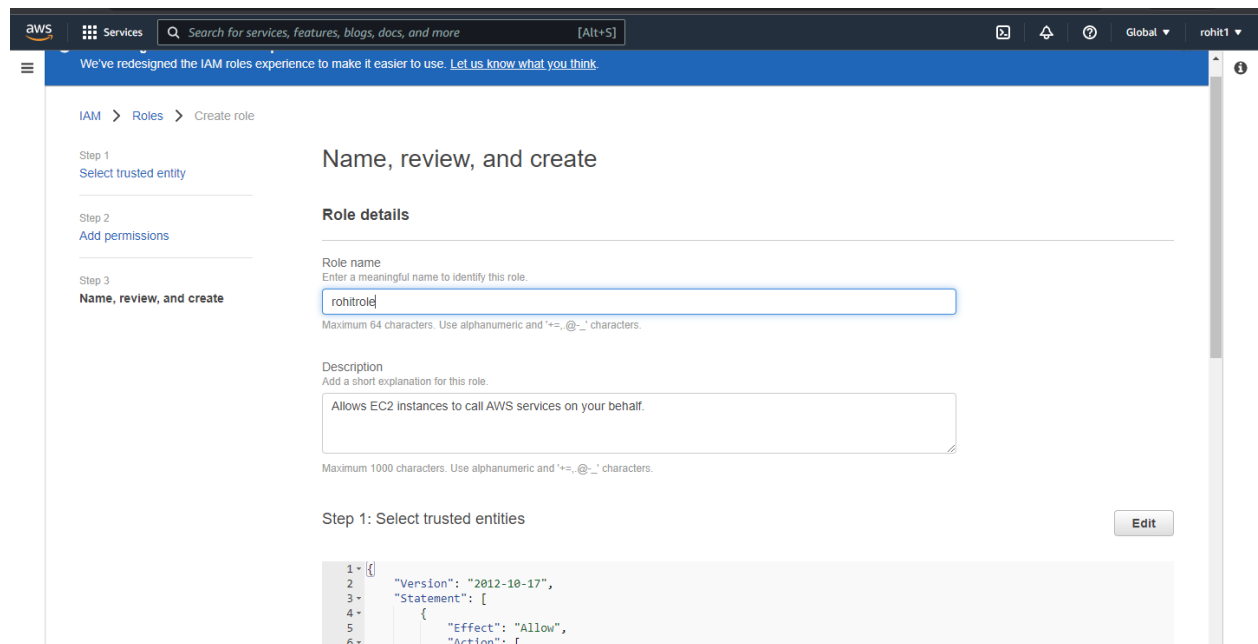 aws Services Search for services, features, blogs, docs, and more [Alt+S] Global rohit1
We've redesigned the IAM roles experience to make it easier to use. Let us know what you think.
IAM > Roles > Create role
Step 1
Select trusted entity
Step 2
Add permissions
Step 3
Name, review, and create
Name, review, and create
Role details
Role name
Enter a meaningful name to identify this role.
rohitrole
Maximum 64 characters. Use alphanumeric and '+=,.@-_' characters.
Description
Add a short explanation for this role.
Allows EC2 instances to call AWS services on your behalf.
Maximum 1000 characters. Use alphanumeric and '+=,.@-_' characters.
Step 1: Select trusted entities
Edit
1 {
2 "Version": "2012-10-17",
3 "Statement": [
4 {
5 "Effect": "Allow",
6 "Action": [